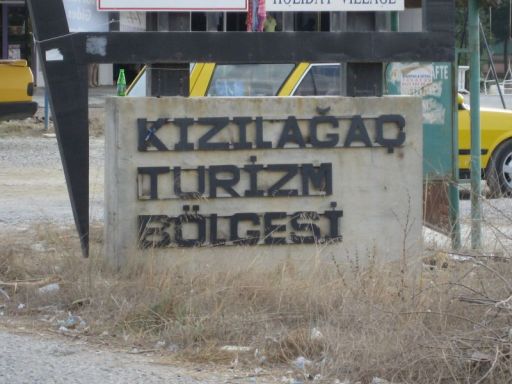 HOLIDAY VILLAGE
KIZILAĞAÇ
TURİZM
BÖLGESİ